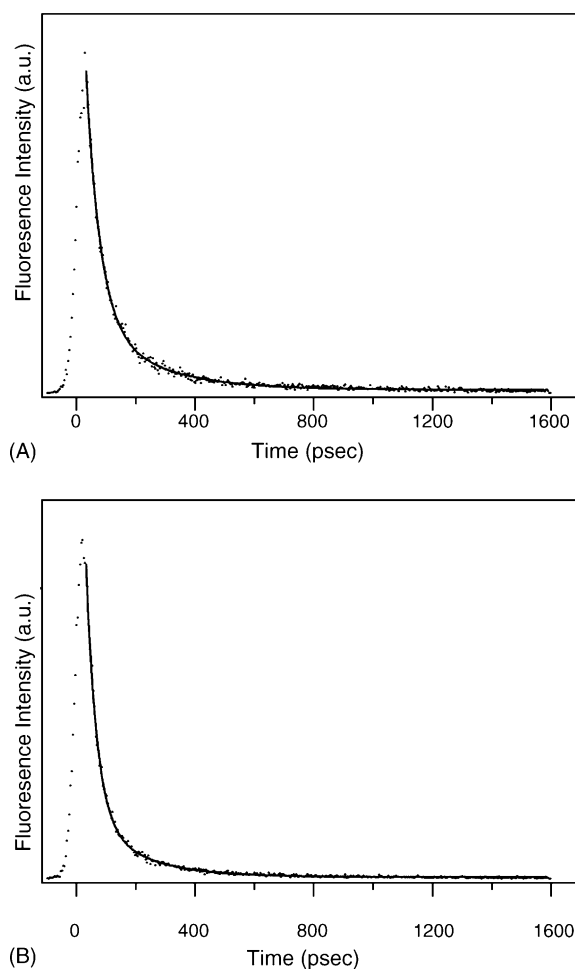 Fluoresence Intensity (a.u.)
0 400 800 1200 1600
(A)
Time (psec)
Fluoresence Intensity (a.u.)
0 400 800 1200 1600
(B)
Time (psec)